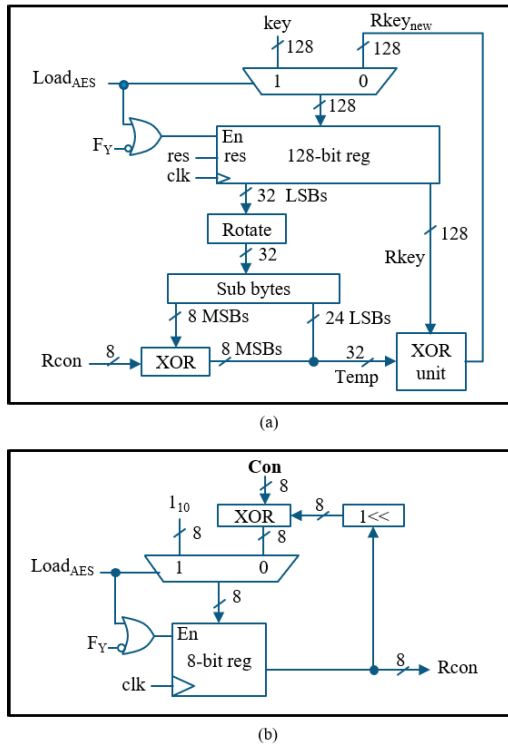 key
Rkeynew
128
128
LoadAES
1
0
128
FY
En
res
res
128-bit reg
clk
32 LSBs
Rotate
128
32
Rkey
Sub bytes
8 MSBs
24 LSBs
Rcon
8
XOR
8 MSBs
32
Temp
XOR
unit
(a)
Con
8
110
XOR
8
1<<
8
8
LoadAES
1
0
8
FY
En
8-bit reg
8
Rcon
clk
(b)